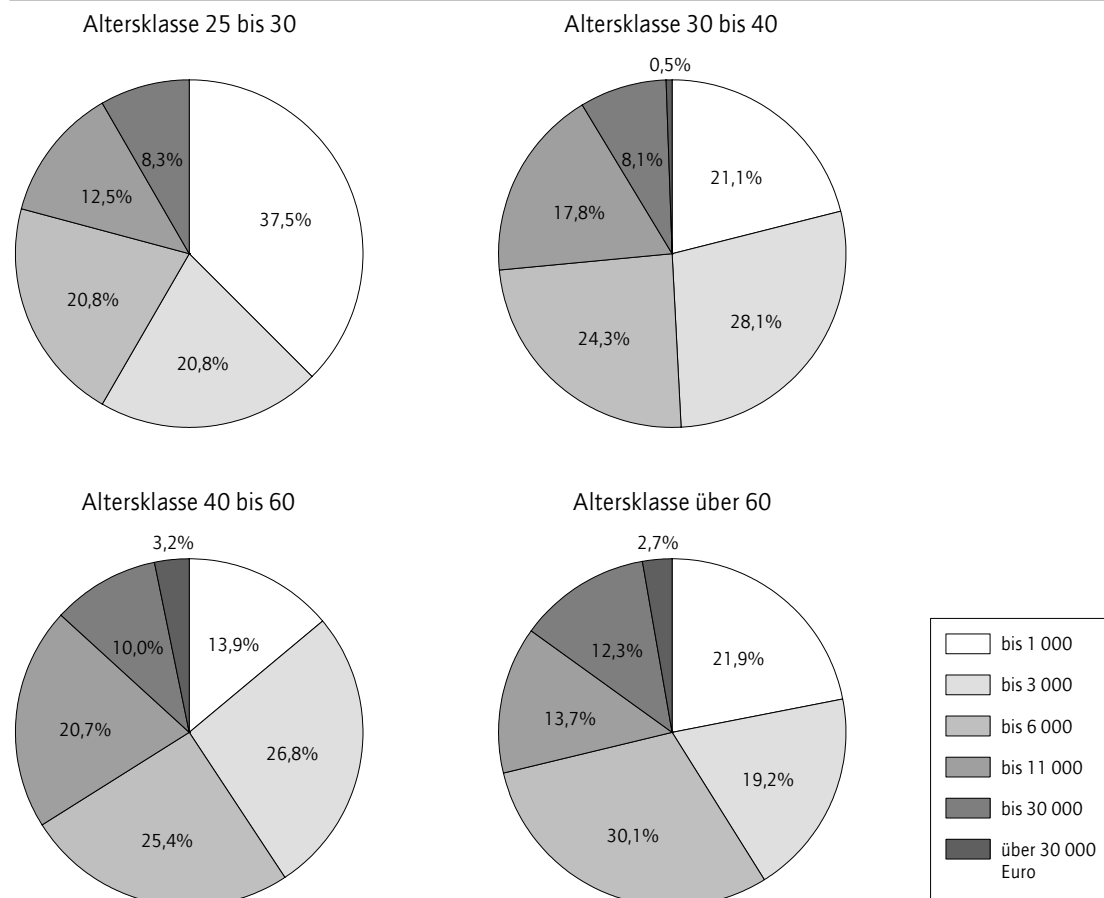 Altersklasse 25 bis 30
37,5%
20,8%
20,8%
12,5%
8,3%
Altersklasse 30 bis 40
0,5%
21,1%
28,1%
24,3%
17,8%
8,1%
Altersklasse 40 bis 60
3,2%
13,9%
26,8%
25,4%
20,7%
10,0%
Altersklasse über 60
2,7%
21,9%
19,2%
30,1%
13,7%
12,3%
bis 1 000
bis 3 000
bis 6 000
bis 11 000
bis 30 000
über 30 000
Euro